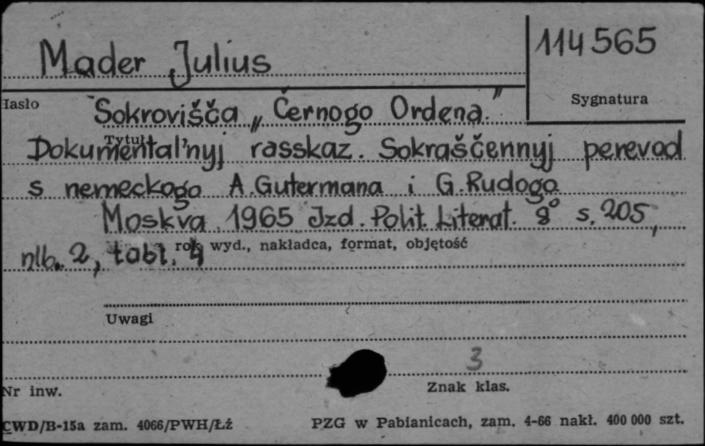 Mader Julius
114565
Hasło
Sygnatura
Sokrovišča „Černogo Ordena."
Tytuł
Dokumental'nyj rasskaz. Sokraščennyj perevod
s nemeckogo A.Gutermana i G.Rudogo
Moskva 1965 Izd. Polit. Literat. 8° s. 205,
rok wyd., nakładca, format, objętość
nlb. 2, tabl. 4
Uwagi
3
Nr inw.
Znak klas.
CWD/B-15a zam. 4066/PWH/Łź
PZG w Pabianicach, zam. 4-66 nakł. 400 000 szt.